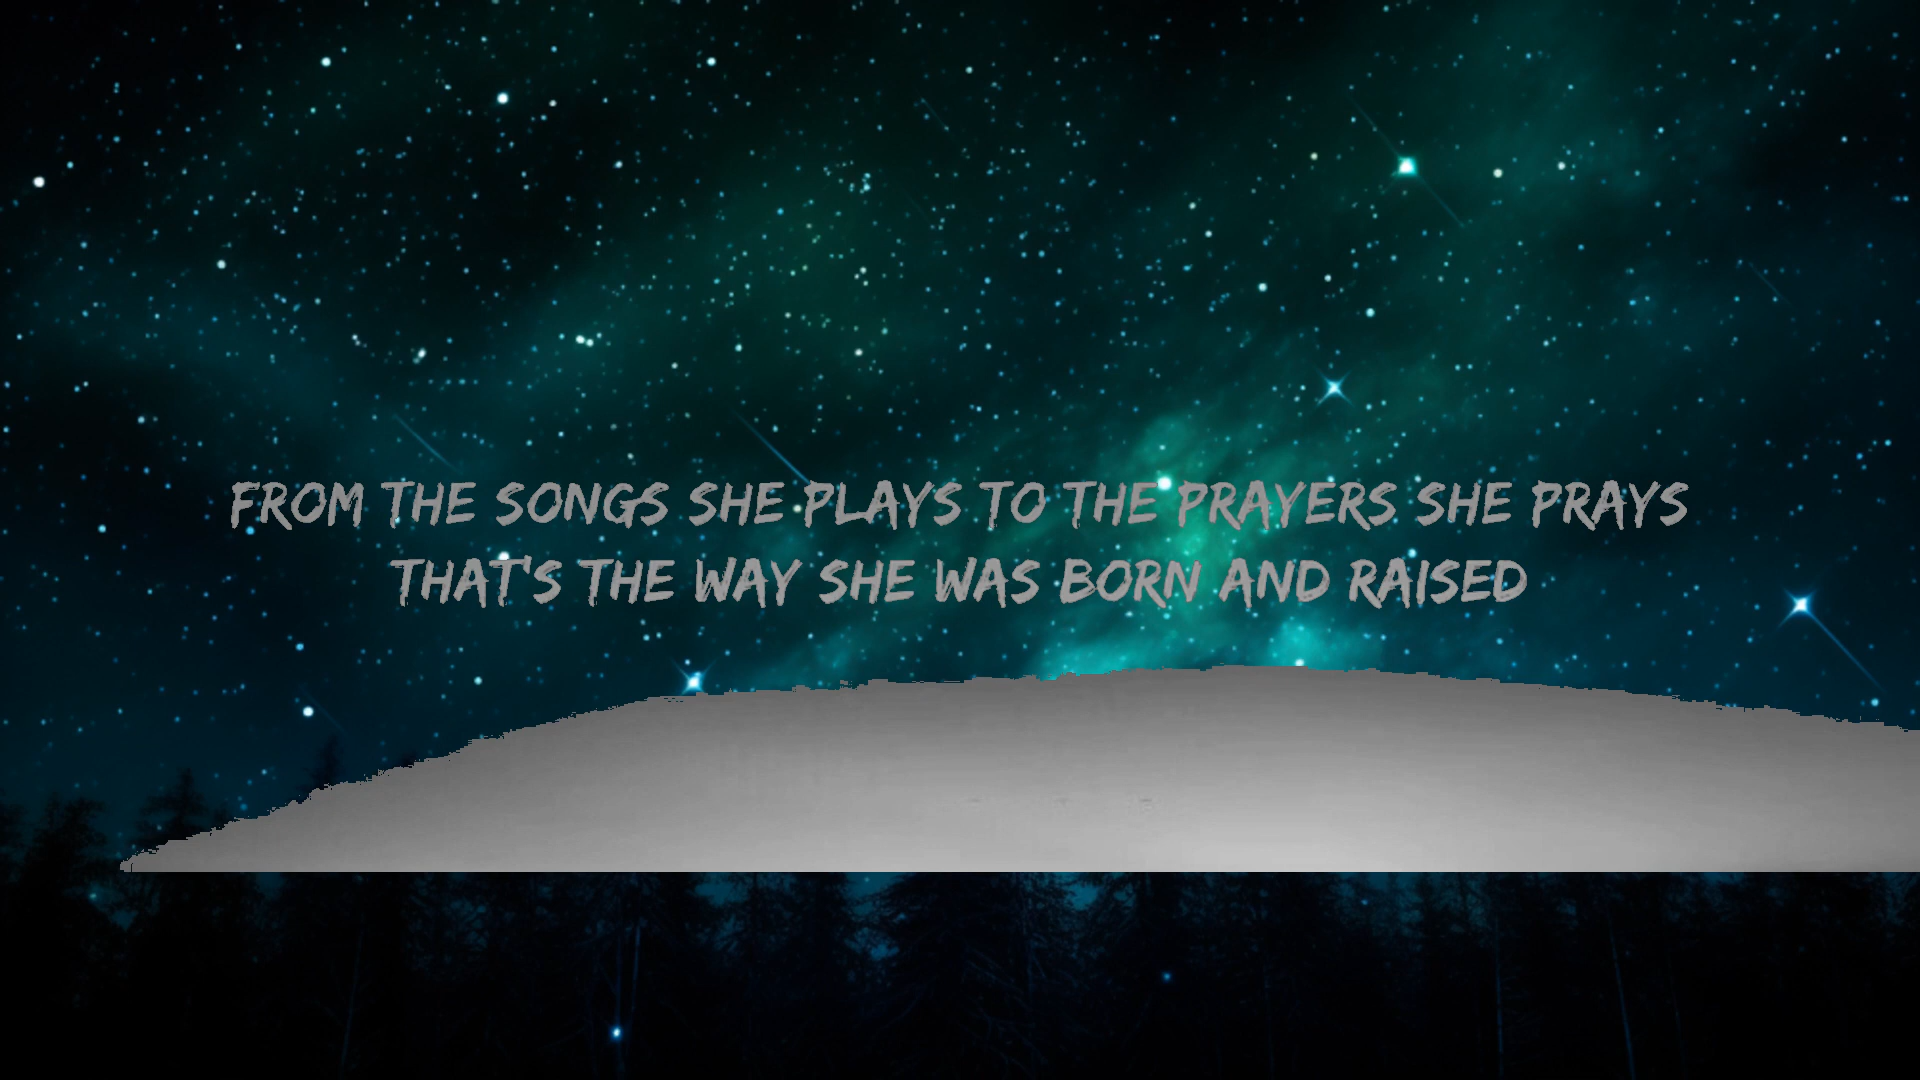 FROM THE SONGS SHE PLAYS TO THE PRAYERS SHE PRAYS
THAT'S THE WAY SHE WAS BORN AND RAISED